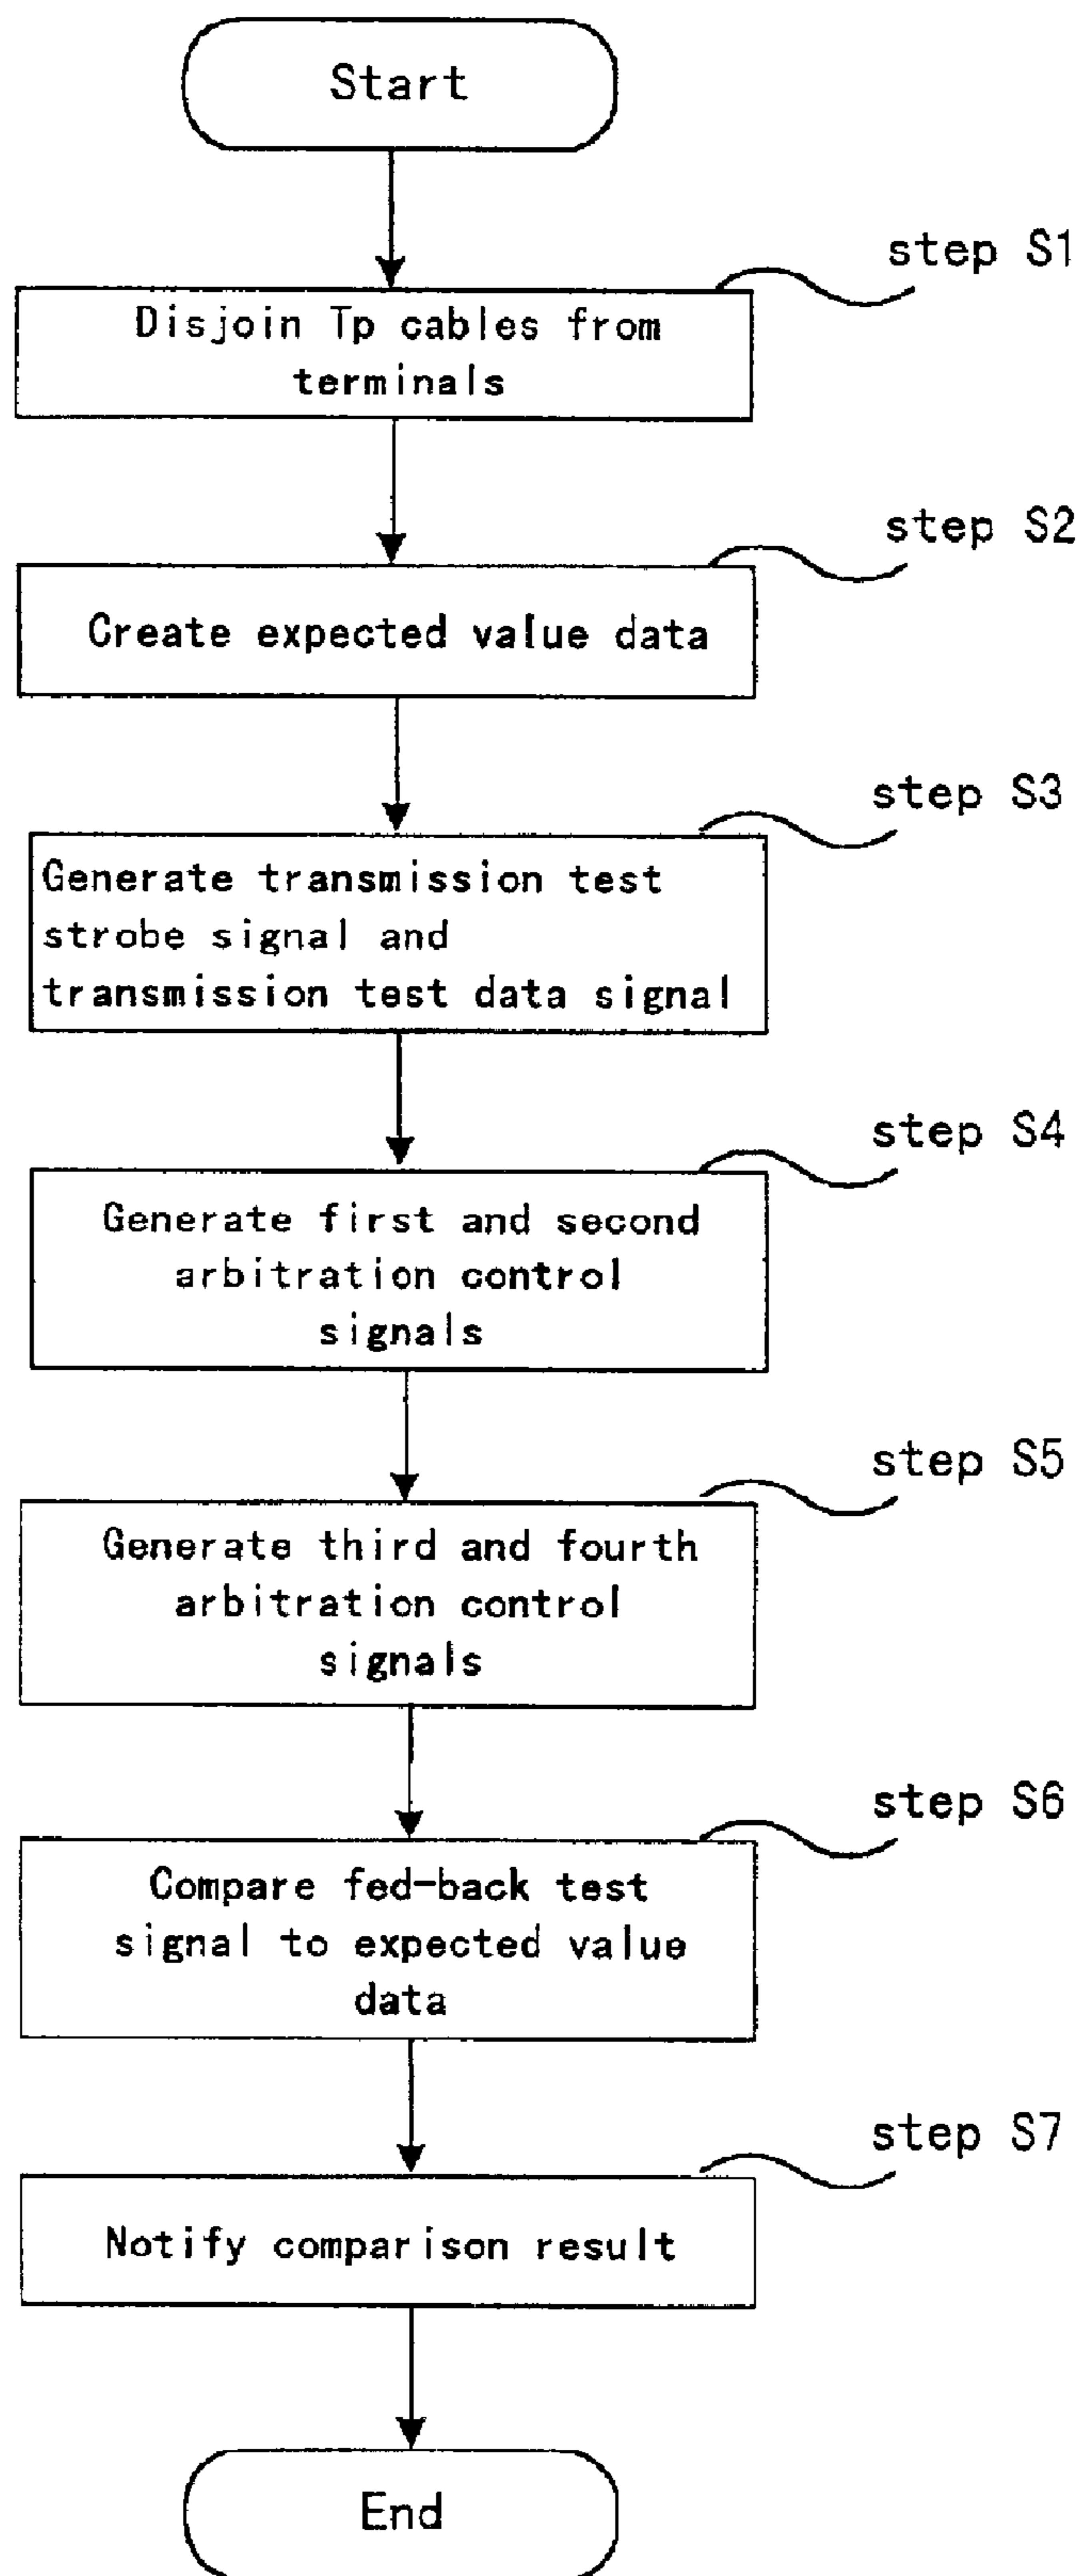 Start
step S1
Disjoin Tp cables from
terminals
step S2
Create expected value data
step S3
Generate transmission test
strobe signal and
transmission test data signal
step S4
Generate first and second
arbitration control
signals
step S5
Generate third and fourth
arbitration control
signals
step S6
Compare fed-back test
signal to expected value
data
step S7
Notify comparison result
End